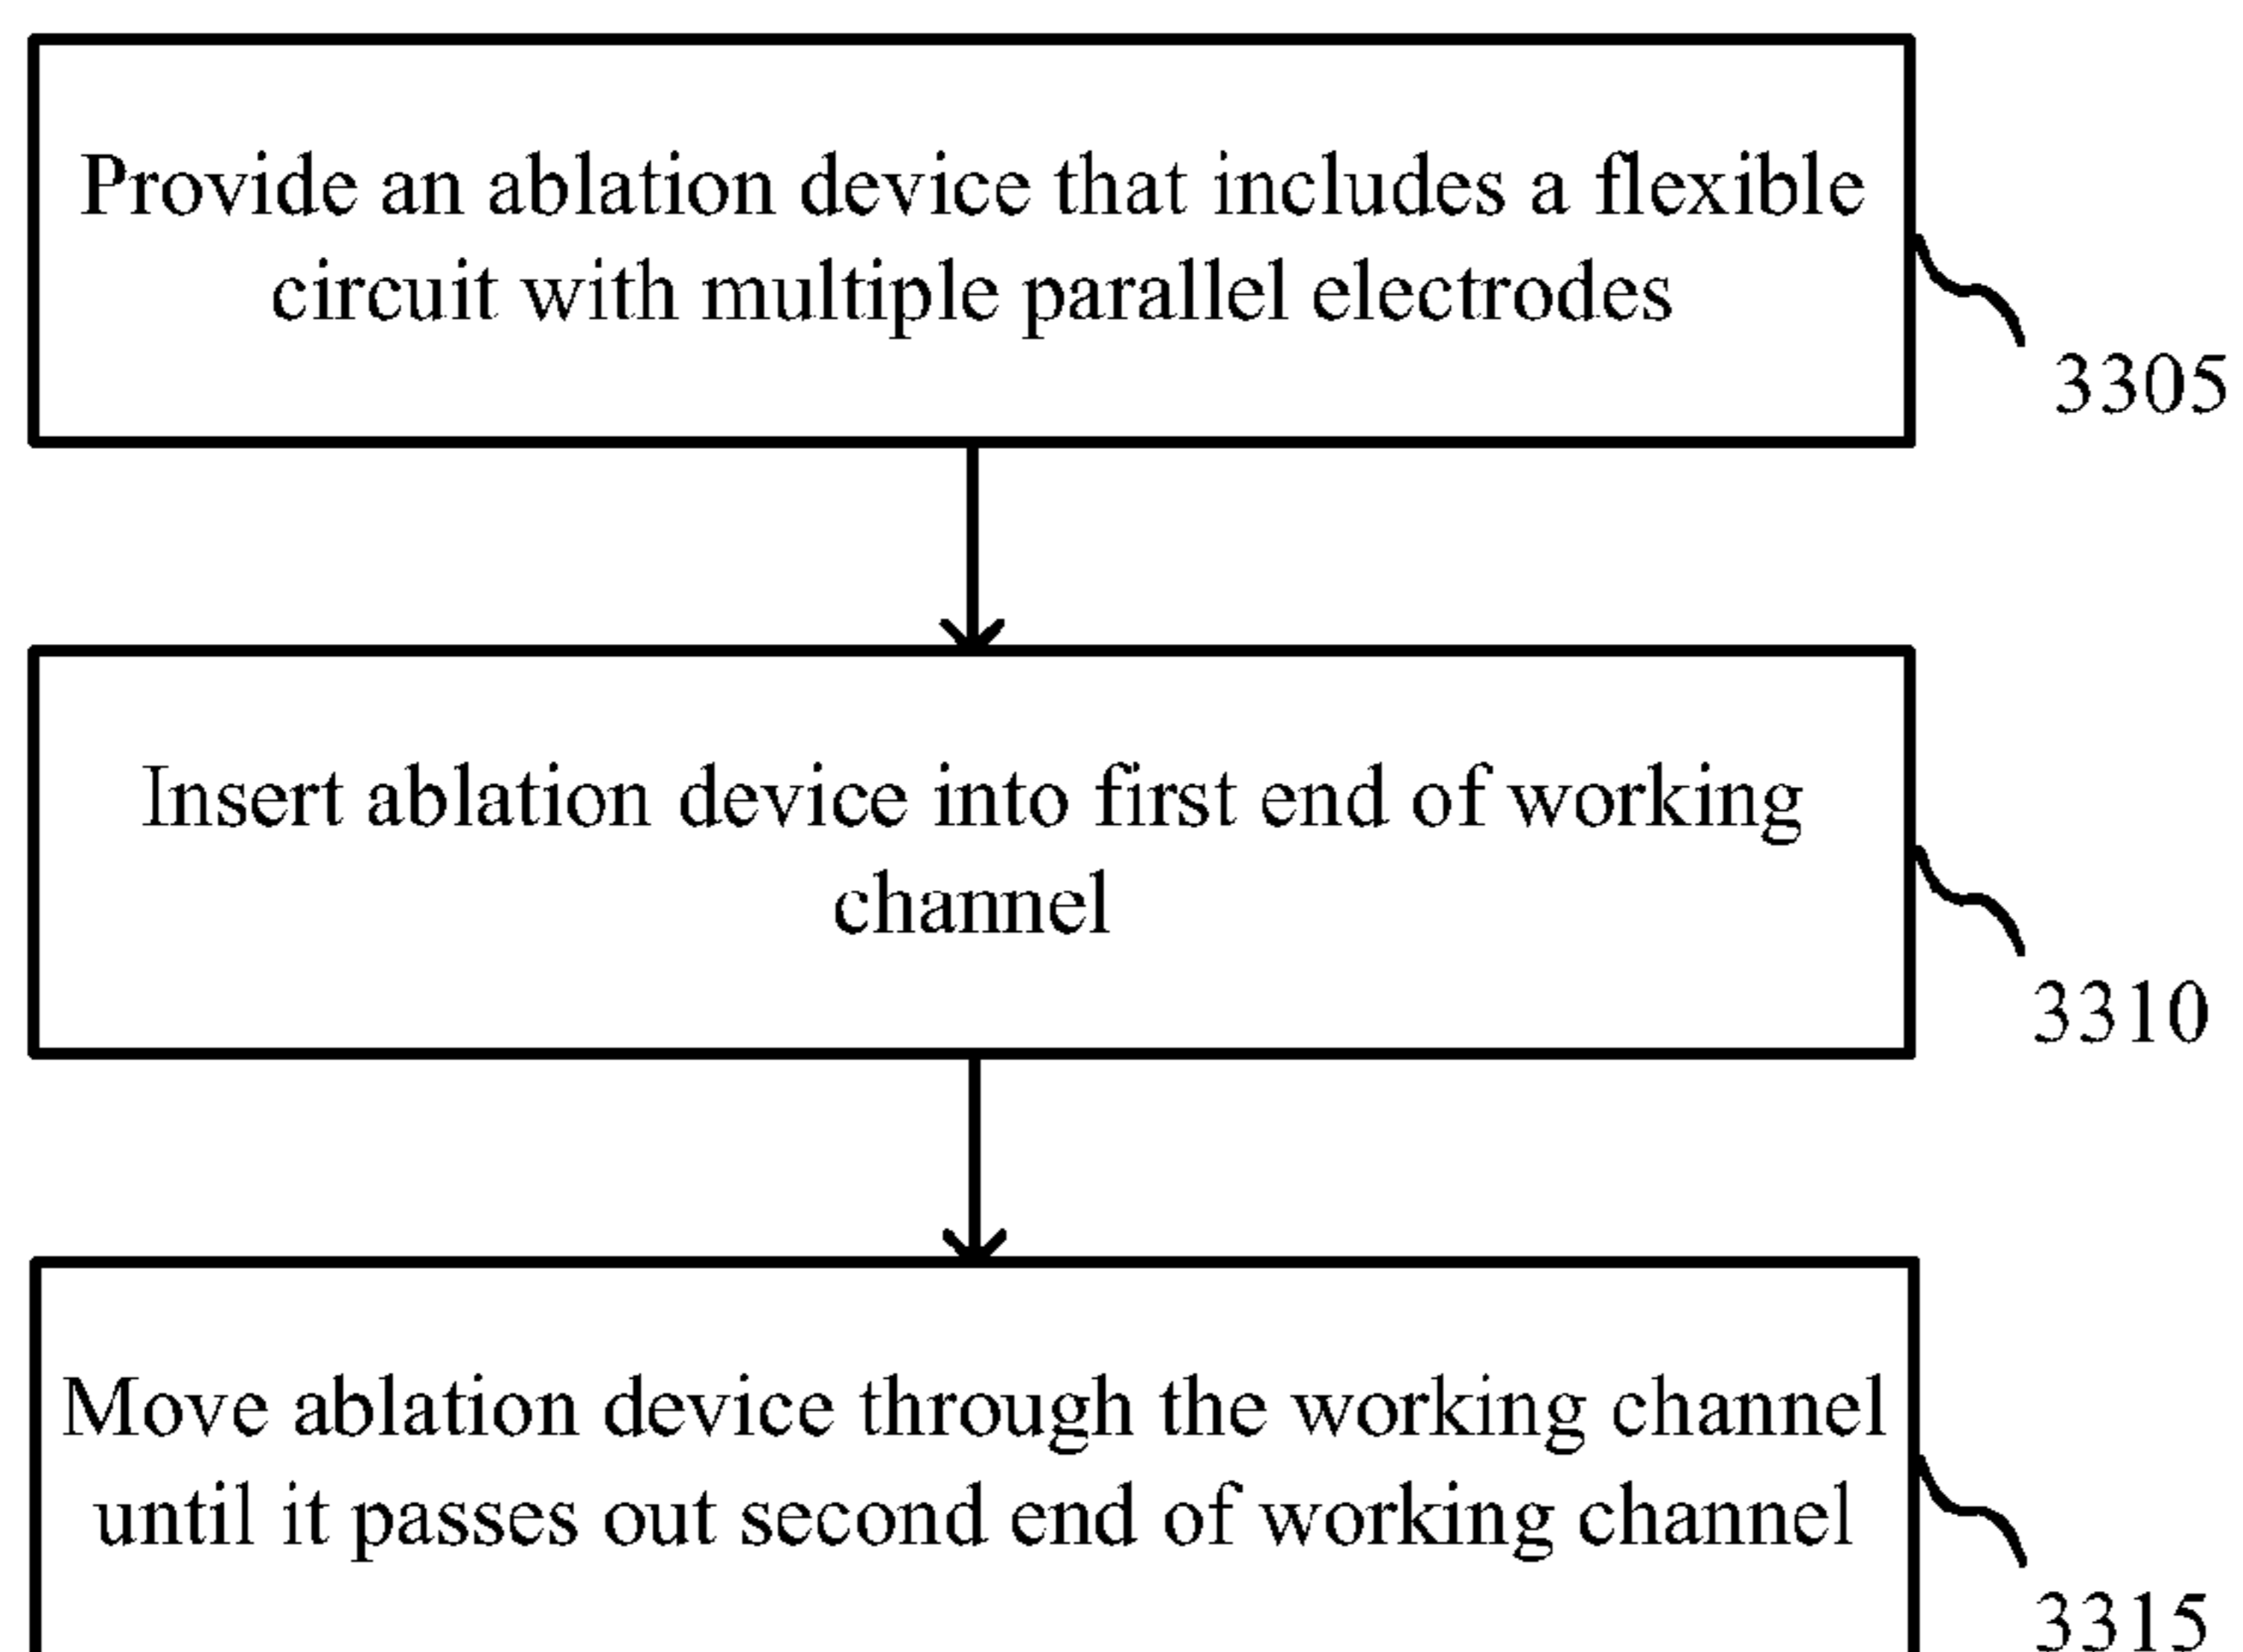 Provide an ablation device that includes a flexible
circuit with multiple parallel electrodes
3305
Insert ablation device into first end of working
channel
3310
Move ablation device through the working channel
until it passes out second end of working channel
3315